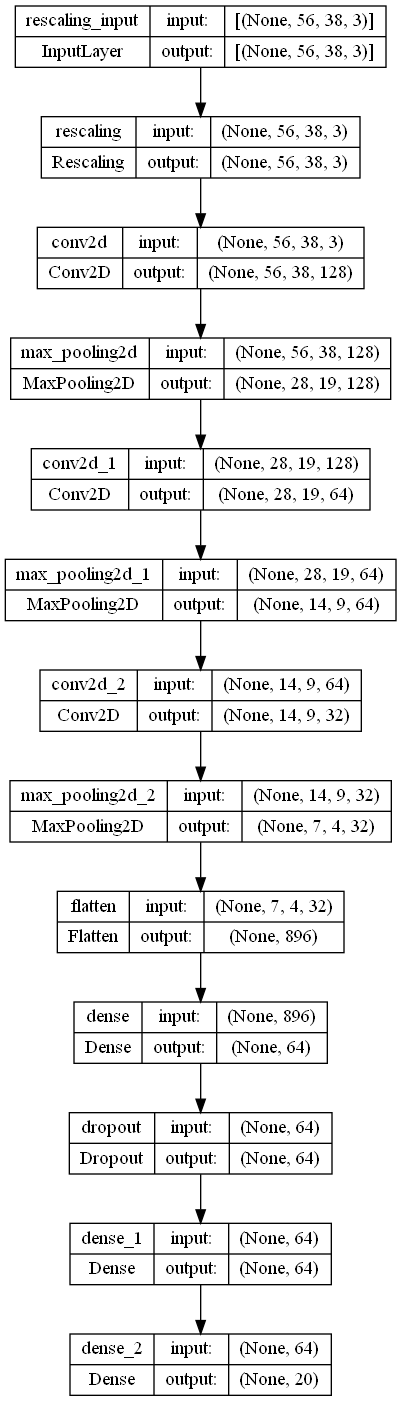 rescaling_input input: [(None, 56, 38, 3)]
InputLayer output: [(None, 56, 38, 3)]
rescaling input: (None, 56, 38, 3)
Rescaling output: (None, 56, 38, 3)
conv2d input: (None, 56, 38, 3)
Conv2D output: (None, 56, 38, 128)
max_pooling2d input: (None, 56, 38, 128)
MaxPooling2D output: (None, 28, 19, 128)
conv2d_1 input: (None, 28, 19, 128)
Conv2D output: (None, 28, 19, 64)
max_pooling2d_1 input: (None, 28, 19, 64)
MaxPooling2D output: (None, 14, 9, 64)
conv2d_2 input: (None, 14, 9, 64)
Conv2D output: (None, 14, 9, 32)
max_pooling2d_2 input: (None, 14, 9, 32)
MaxPooling2D output: (None, 7, 4, 32)
flatten input: (None, 7, 4, 32)
Flatten output: (None, 896)
dense input: (None, 896)
Dense output: (None, 64)
dropout input: (None, 64)
Dropout output: (None, 64)
dense_1 input: (None, 64)
Dense output: (None, 64)
dense_2 input: (None, 64)
Dense output: (None, 20)